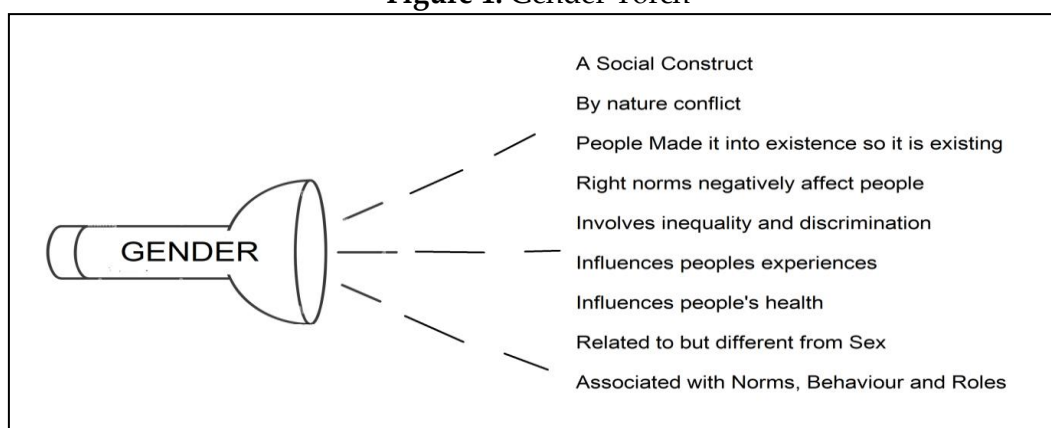 Figure 1. Gender Torch
GENDER
A Social Construct
By nature conflict
People Made it into existence so it is existing
Right norms negatively affect people
Involves inequality and discrimination
Influences peoples experiences
Influences people's health
Related to but different from Sex
Associated with Norms, Behaviour and Roles